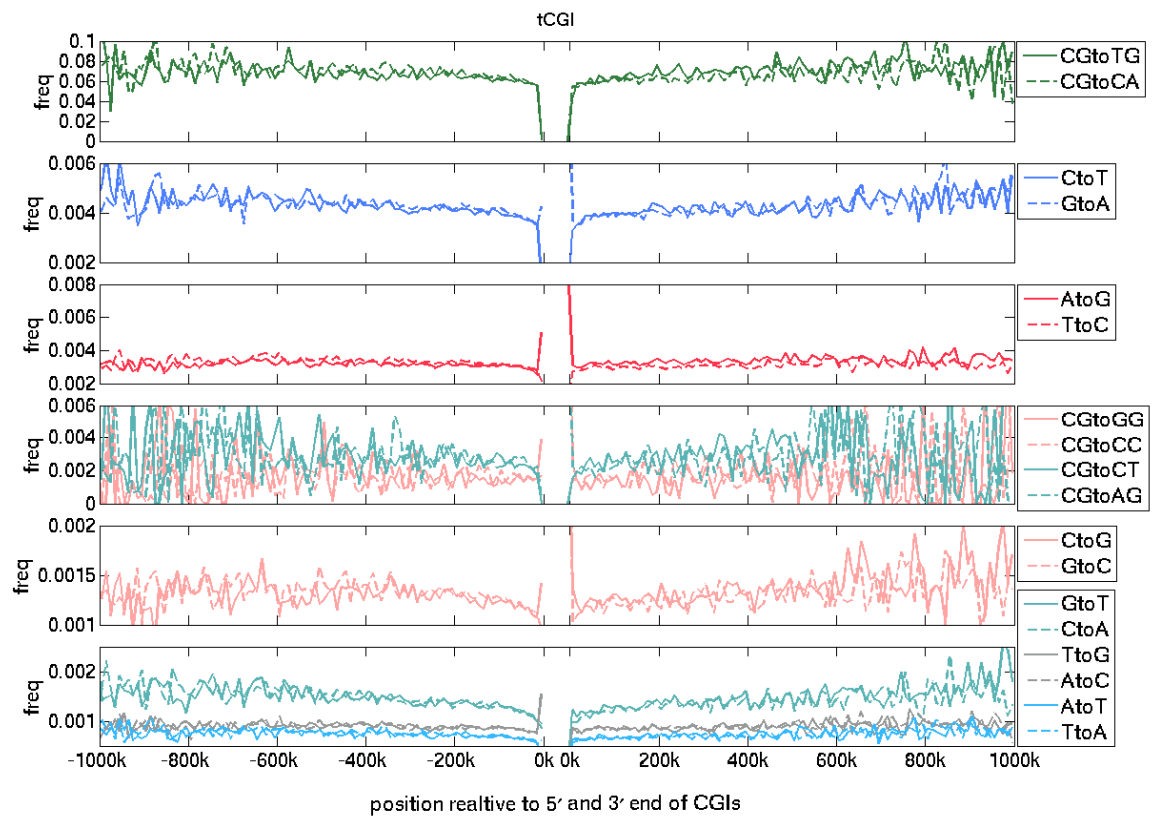 tCGI
0.1
0.08
0.06
0.04
0.02
0
freq
CGtoTG
CGtoCA
0.006
0.004
0.002
freq
CtoT
GtoA
0.008
0.006
0.004
0.002
freq
AtoG
TtoC
0.006
0.004
0.002
0
freq
CGtoGG
CGtoCC
CGtoCT
CGtoAG
0.002
0.0015
0.001
freq
CtoG
GtoC
0.002
0.001
freq
GtoT
CtoA
TtoG
AtoC
AtoT
TtoA
-1000k -800k -600k -400k -200k 0k 0k 200k 400k 600k 800k 1000k
position realtive to 5′ and 3′ end of CGIs